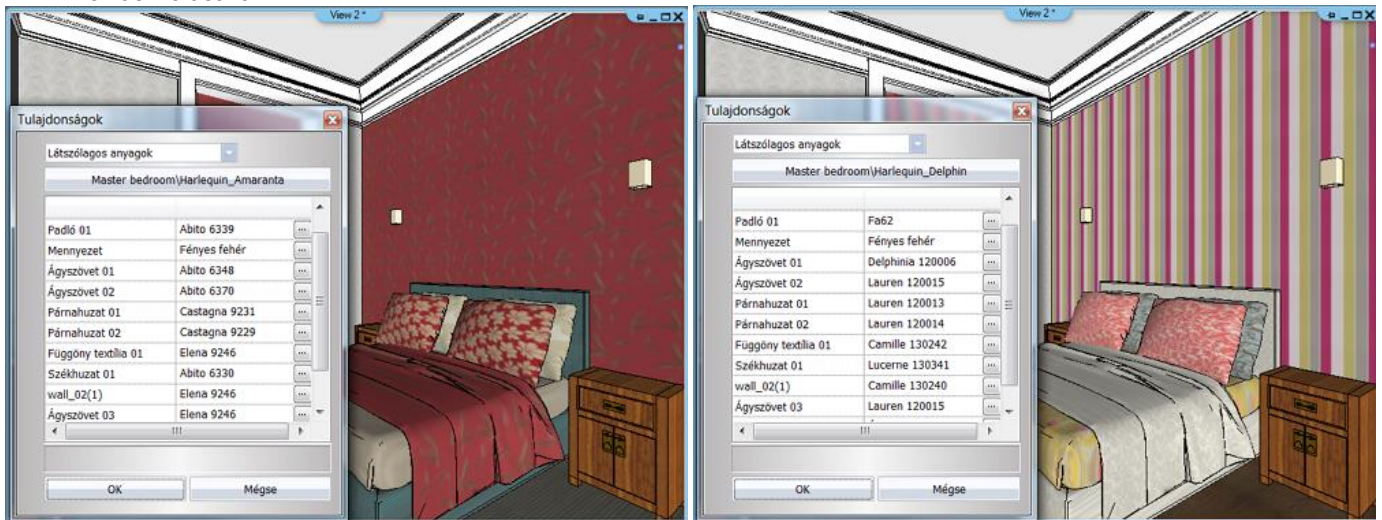 View 2 *
Tulajdonságok
Látszólagos anyagok
Master bedroom\Harlequin_Amaranta
Padló 01 Abito 6339 ...
Mennyezet Fényes fehér ...
Ágyszövet 01 Abito 6348 ...
Ágyszövet 02 Abito 6370 ...
Párnahuzat 01 Castagna 9231 ...
Párnahuzat 02 Castagna 9229 ...
Függöny textília 01 Elena 9246 ...
Székhuzat 01 Abito 6330 ...
wall_02(1) Elena 9246 ...
Ágyszövet 03 Elena 9246 ...
OK Mégse
View 2 *
Tulajdonságok
Látszólagos anyagok
Master bedroom\Harlequin_Delphin
Padló 01 Fa62 ...
Mennyezet Fényes fehér ...
Ágyszövet 01 Delphinia 120006 ...
Ágyszövet 02 Lauren 120015 ...
Párnahuzat 01 Lauren 120013 ...
Párnahuzat 02 Lauren 120014 ...
Függöny textília 01 Camille 130242 ...
Székhuzat 01 Lucerne 130341 ...
wall_02(1) Camille 130240 ...
Ágyszövet 03 Lauren 120015 ...
OK Mégse